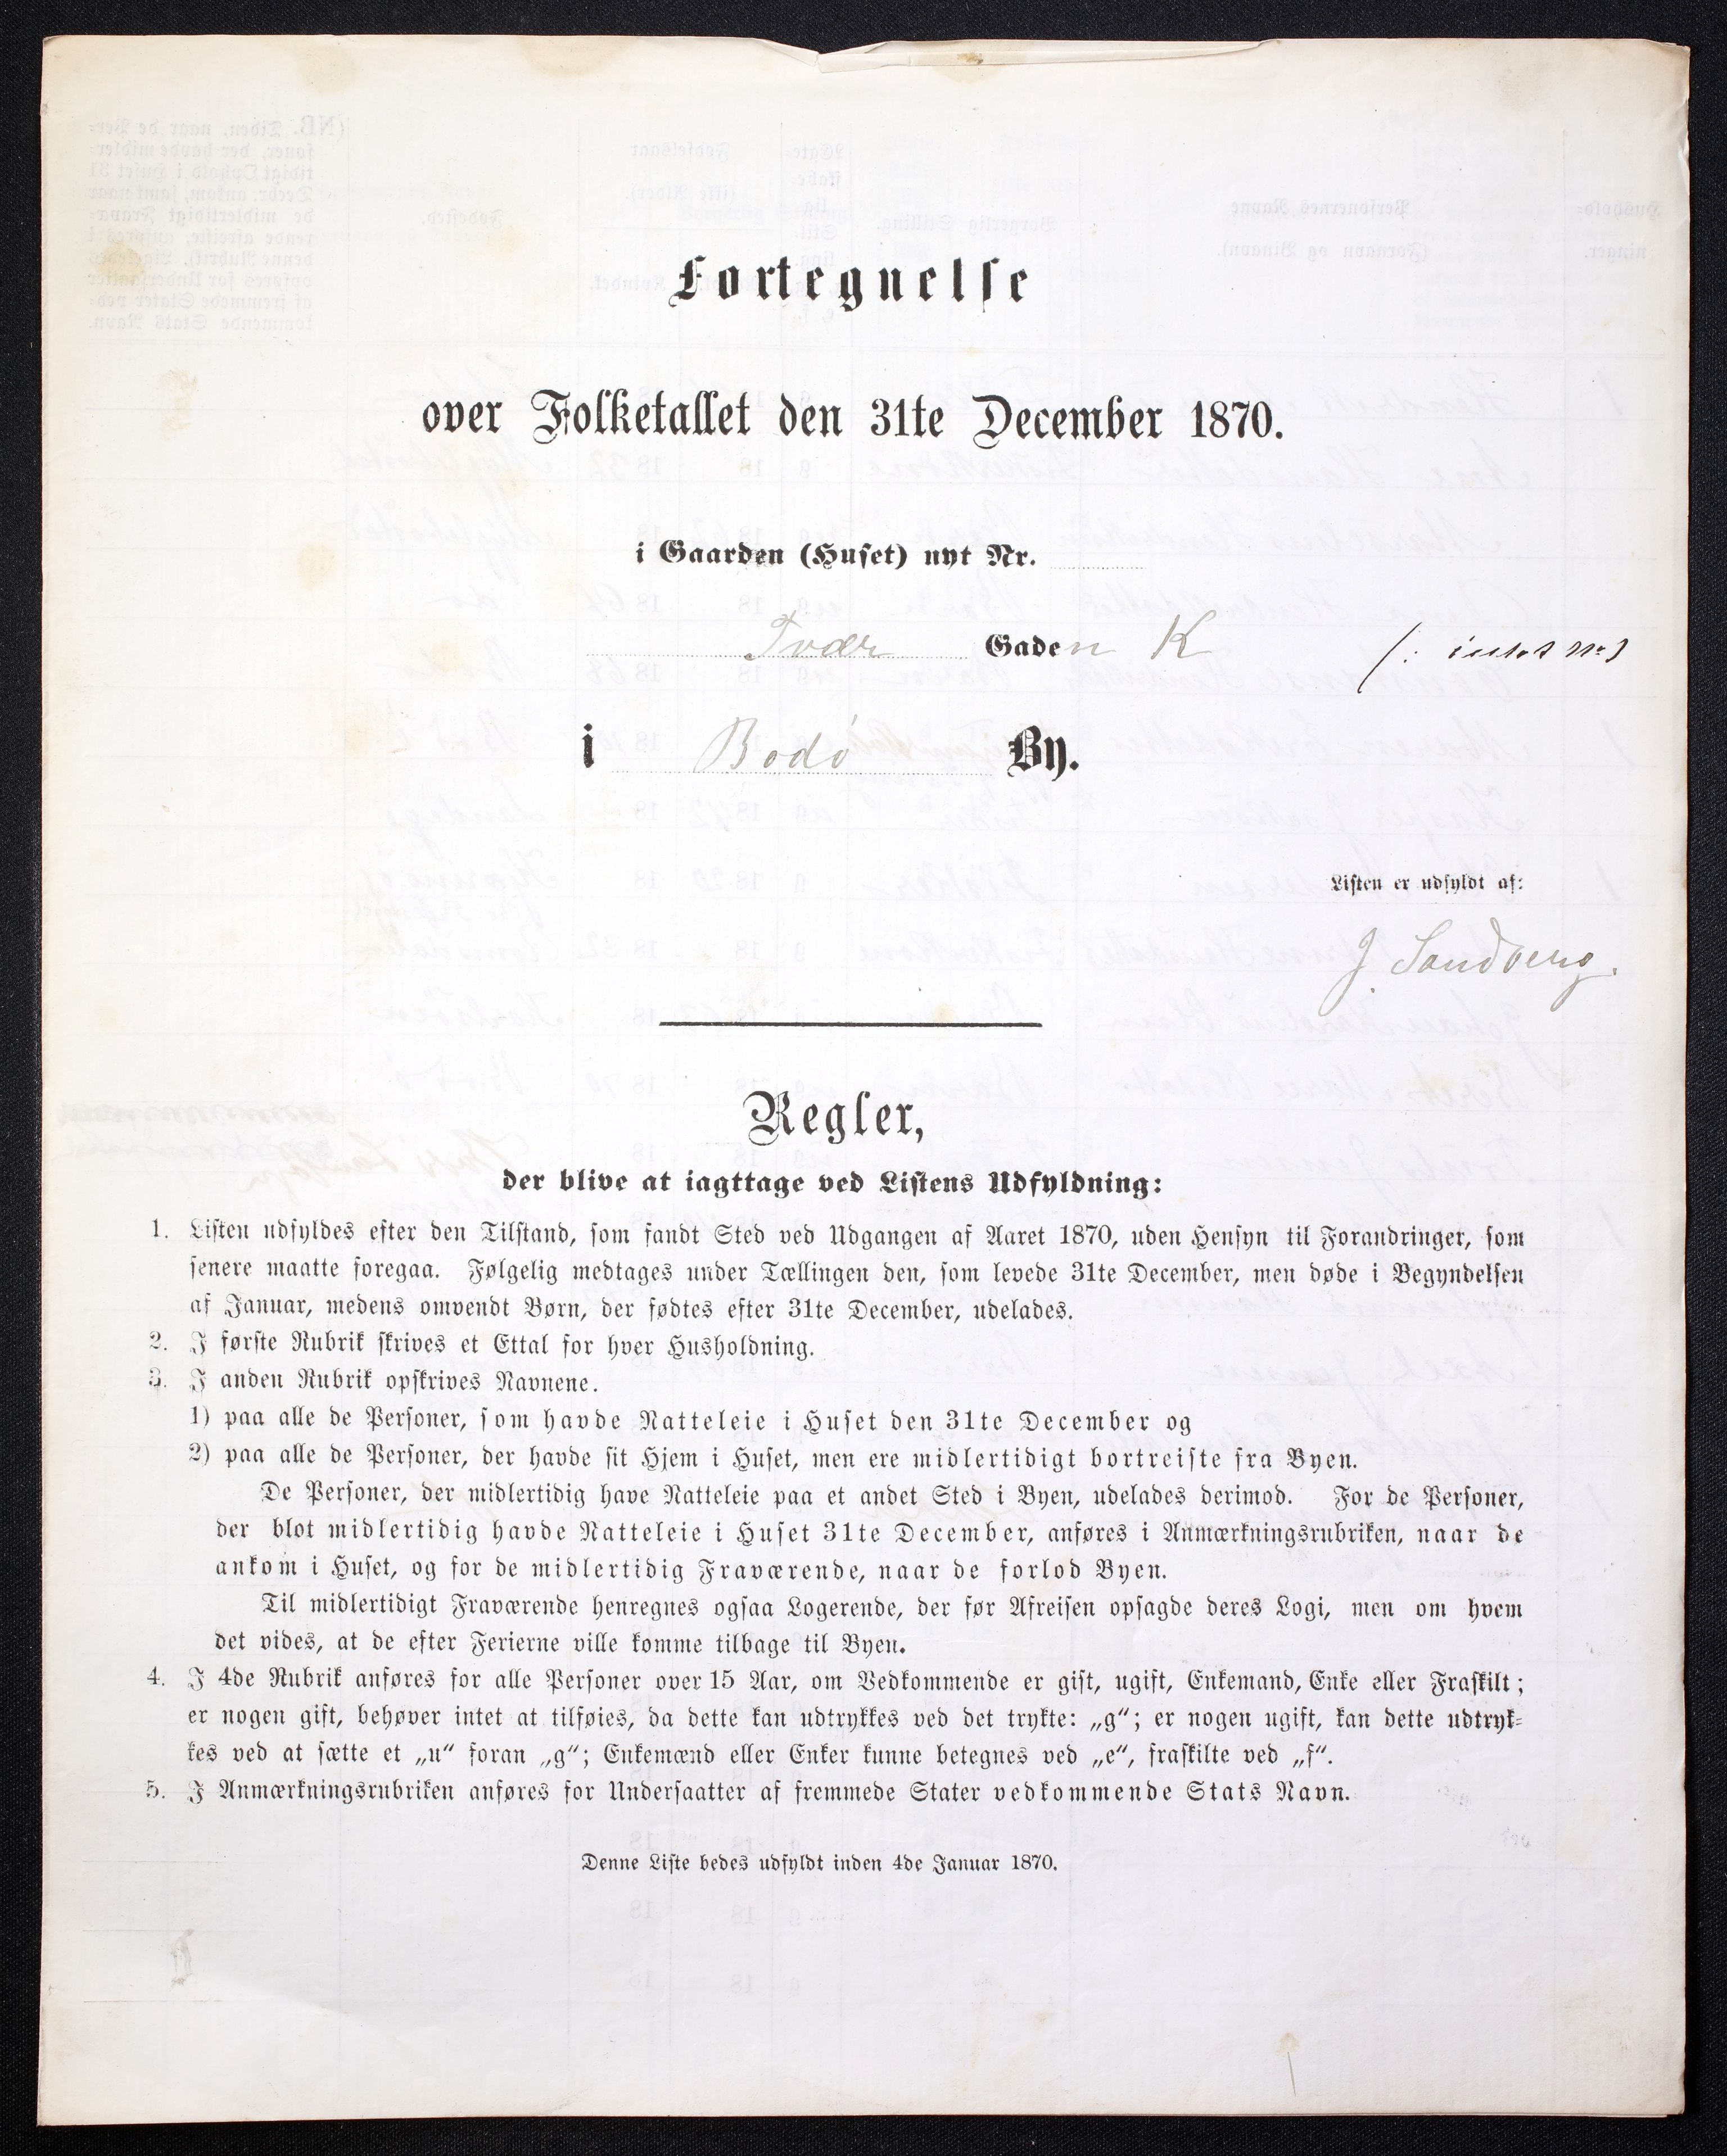 Fortegnelse
over Folketallet den 31te December 1870.
i Gaarden (Huset) nyt Nr.
Tvær Gaden K (: intet No)
i Bodö By.
Listen er udfyldt af:
J. Sandberg.
Regler,
der blive at iagttage ved Listens Udfyldning:
1. Listen udfyldes efter den Tilstand, som fandt Sted ved Udgangen af Aaret 1870, uden Hensyn til Forandringer, som
senere maatte foregaa. Følgelig medtages under Tællingen den, som levede 31te December, men døde i Begyndelsen
af Januar, medens omvendt Børn, der fødtes efter 31te December, udelades.
2. I første Rubrik skrives et Ettal for hver Husholdning.
3. I anden Rubrik opskrives Navnene.
1) paa alle de Personer, som havde Natteleie i Huset den 31te December og
2) paa alle de Personer, der havde sit Hjem i Huset, men ere midlertidigt bortreiste fra Byen.
De Personer, der midlertidig have Natteleie paa et andet Sted i Byen, udelades derimod. For de Personer,
der blot midlertidig havde Natteleie i Huset 31te December, anføres i Anmærkningsrubriken, naar de
ankom i Huset, og for de midlertidig Fraværende, naar de forlod Byen.
Til midlertidigt Fraværende henregnes ogsaa Logerende, der før Afreisen opsagde deres Logi, men om hvem
det vides, at de efter Ferierne ville komme tilbage til Byen.
4. I 4de Rubrik anføres for alle Personer over 15 Aar, om Vedkommende er gift, ugift, Enkemand, Enke eller Fraskilt;
er nogen gift, behøver intet at tilføies, da dette kan udtrykkes ved det trykte: „g“; er nogen ugift, kan dette udtryk-
kes ved at sætte et „u“ foran „g“; Enkemænd eller Enker kunne betegnes ved „e“, fraskilte ved „f“.
5. I Anmærkningsrubriken anføres for Undersaatter af fremmede Stater vedkommende Stats Navn.
Denne Liste bedes udfyldt inden 4de Januar 1870.